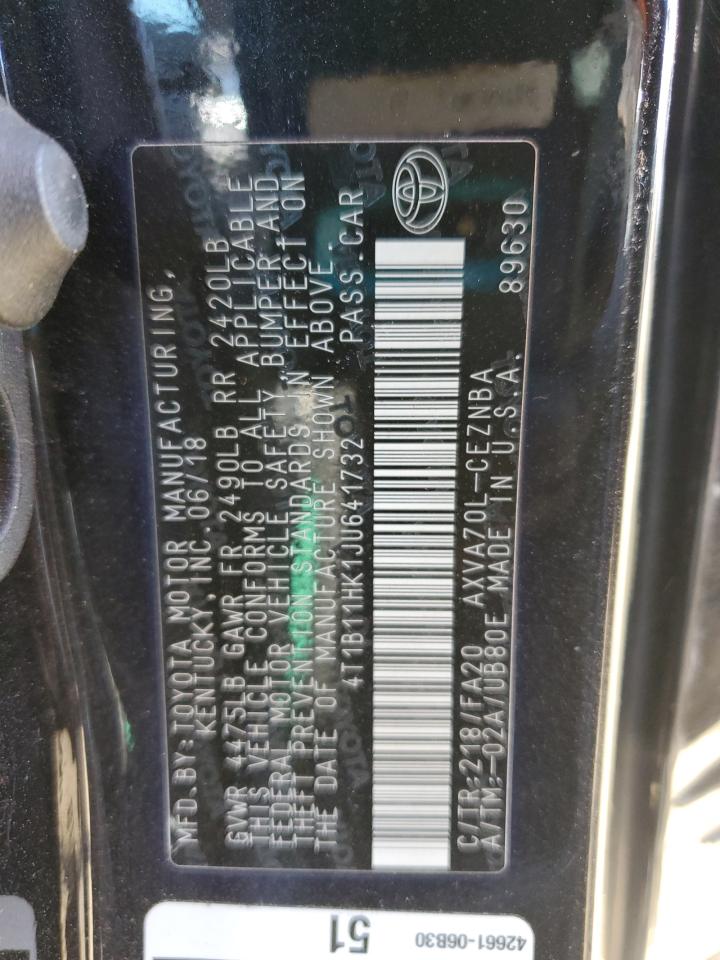 MFD.BY:TOYOTA MOTOR MANUFACTURING,
KENTUCKY, INC. 06/18
GVWR 4475LB GAWR FR 2490LB RR 2420LB
THIS VEHICLE CONFORMS TO ALL APPLICABLE
FEDERAL MOTOR VEHICLE SAFETY, BUMPER AND
THEFT PREVENTION STANDARDS IN EFFECT ON
THE DATE OF MANUFACTURE SHOWN ABOVE.
4T1B11HK1JU641732 PASS.CAR
C/TR:218/FA20 AXVA70L-CEZNBA
A/TM:-02A/UB80E MADE IN U.S.A. 89630
51
42661-06B30